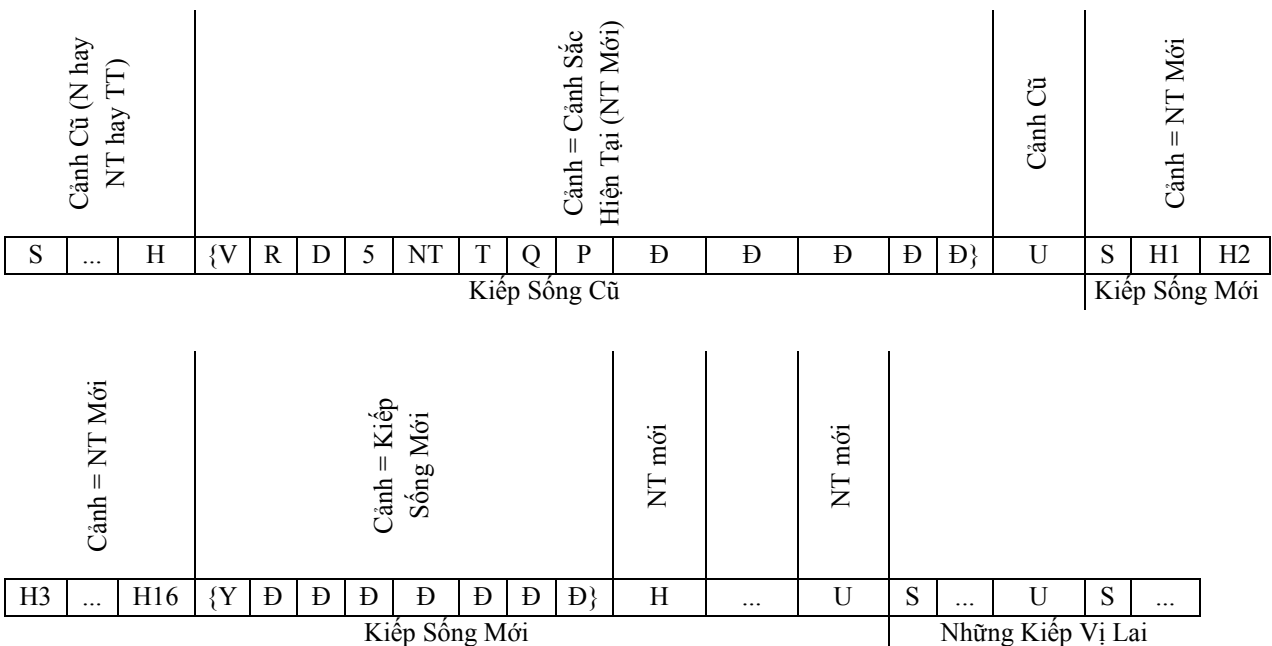 Cảnh Cũ (N hay
NT hay TT)
Cảnh = Cảnh Sắc
Hiện Tại (NT Mới)
Cảnh Cũ
Cảnh = NT Mới
S ... H {V R D 5 NT T Q P Đ Đ Đ Đ Đ} U S H1 H2
Kiếp Sống Cũ Kiếp Sống Mới
Cảnh = NT Mới
Cảnh = Kiếp
Sống Mới
NT mới
NT mới
H3 ... H16 {Y Đ Đ Đ Đ Đ Đ Đ} H ... U S ... U S ...
Kiếp Sống Mới Những Kiếp Vị Lai